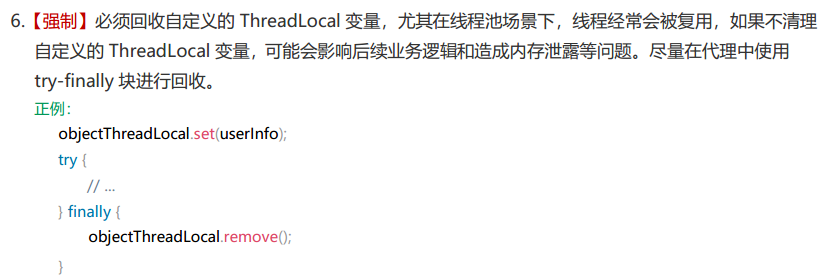 6.【强制】必须回收自定义的 ThreadLocal 变量，尤其在线程池场景下，线程经常会被复用，如果不清理
自定义的 ThreadLocal 变量，可能会影响后续业务逻辑和造成内存泄露等问题。尽量在代理中使用
try-finally 块进行回收。
正例：
objectThreadLocal.set(userInfo);
try {
// ...
} finally {
objectThreadLocal.remove();
}